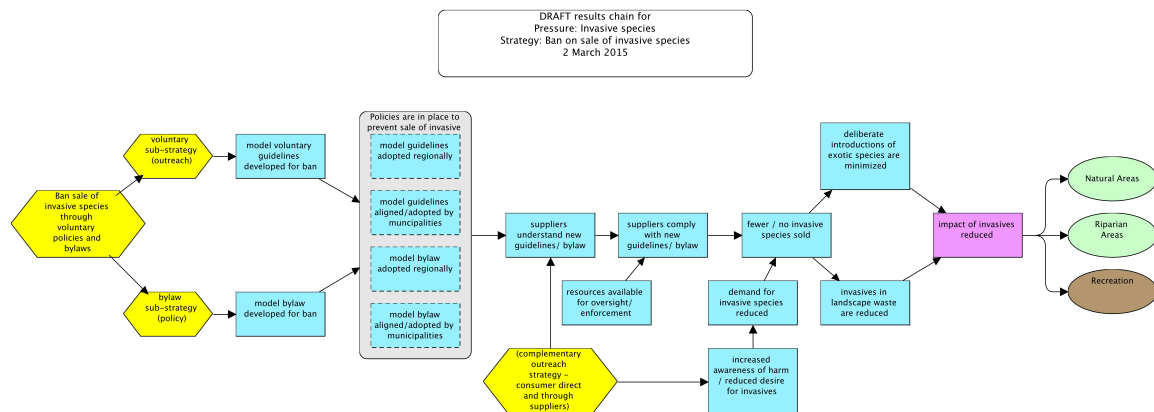 DRAFT results chain for
Pressure: Invasive species
Strategy: Ban on sale of invasive species
2 March 2015
Ban sale of
invasive species
through
voluntary
policies and
bylaws
voluntary
sub-strategy
(outreach)
bylaw
sub-strategy
(policy)
model voluntary
guidelines
developed for ban
model bylaw
developed for ban
Policies are in place to
prevent sale of invasive
model guidelines
adopted regionally
model guidelines
aligned/adopted by
muncipalities
model bylaw
adopted regionally
model bylaw
aligned/adopted by
municipalities
suppliers
understand new
guidelines/ bylaw
suppliers comply
with new
guidelines/ bylaw
resources available
for oversight/
enforcement
(complementary
outreach
strategy -
consumer direct
and through
suppliers)
fewer / no invasive
species sold
demand for
invasive species
reduced
increased
awareness of harm
/ reduced desire
for invasives
deliberate
introductions of
exotic species are
minimized
invasives in
landscape waste
are reduced
impact of invasives
reduced
Natural Areas
Riparian
Areas
Recreation